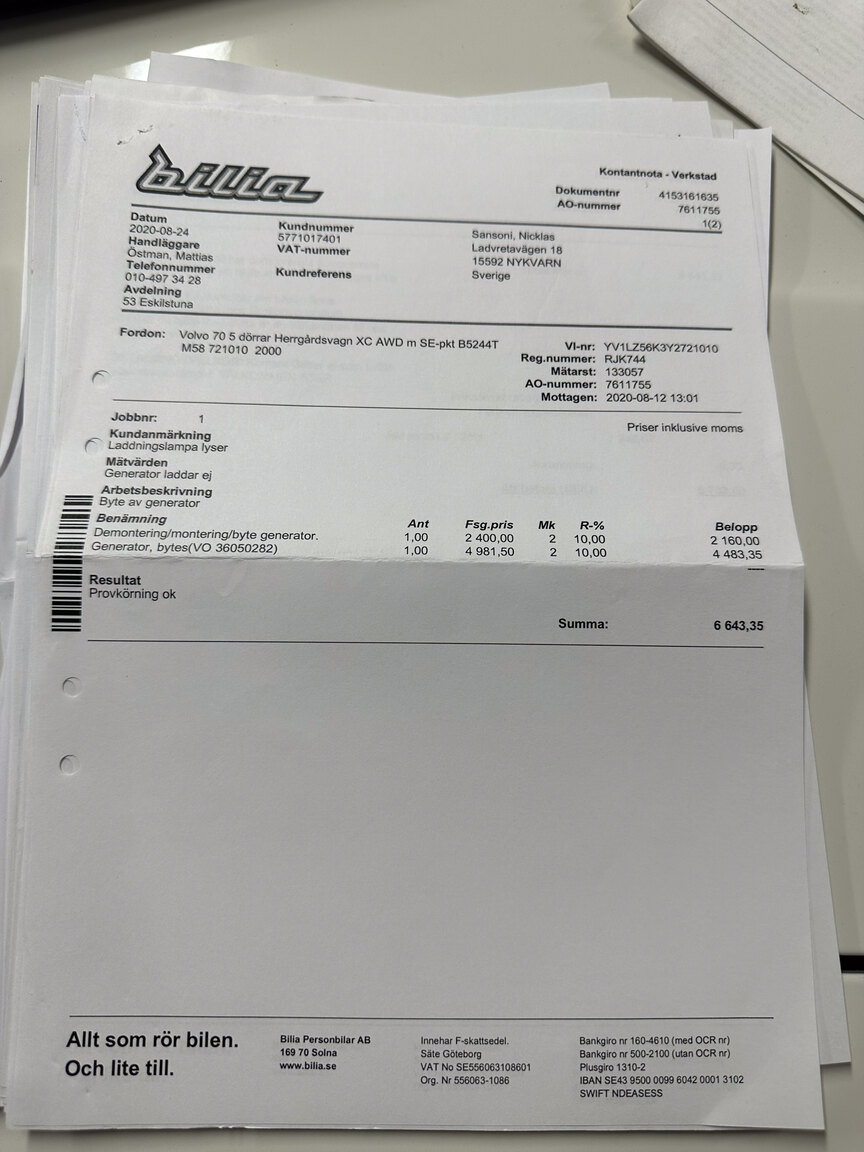 bilia
Kontantnota - Verkstad
Dokumentnr 4153161635
AO-nummer 7611755
1(2)
Datum
2020-08-24
Handläggare
Östman, Mattias
Telefonnummer
010-497 34 28
Avdelning
53 Eskilstuna
Kundnummer
5771017401
VAT-nummer
Kundreferens
Sansoni, Nicklas
Ladvretavägen 18
15592 NYKVARN
Sverige
Fordon: Volvo 70 5 dörrar Herrgårdsvagn XC AWD m SE-pkt B5244T
M58 721010 2000
VI-nr: YV1LZ56K3Y2721010
Reg.nummer: RJK744
Mätarst: 133057
AO-nummer: 7611755
Mottagen: 2020-08-12 13:01
Jobbnr: 1
Priser inklusive moms
Kundanmärkning
Laddningslampa lyser
Mätvärden
Generator laddar ej
Arbetsbeskrivning
Byte av generator
Benämning Ant Fsg.pris Mk R-% Belopp
Demontering/montering/byte generator. 1,00 2 400,00 2 10,00 2 160,00
Generator, bytes(VO 36050282) 1,00 4 981,50 2 10,00 4 483,35
Resultat
Provkörning ok
Summa: 6 643,35
Allt som rör bilen.
Och lite till.
Bilia Personbilar AB
169 70 Solna
www.bilia.se
Innehar F-skattsedel.
Säte Göteborg
VAT No SE556063108601
Org. Nr 556063-1086
Bankgiro nr 160-4610 (med OCR nr)
Bankgiro nr 500-2100 (utan OCR nr)
Plusgiro 1310-2
IBAN SE43 9500 0099 6042 0001 3102
SWIFT NDEASESS